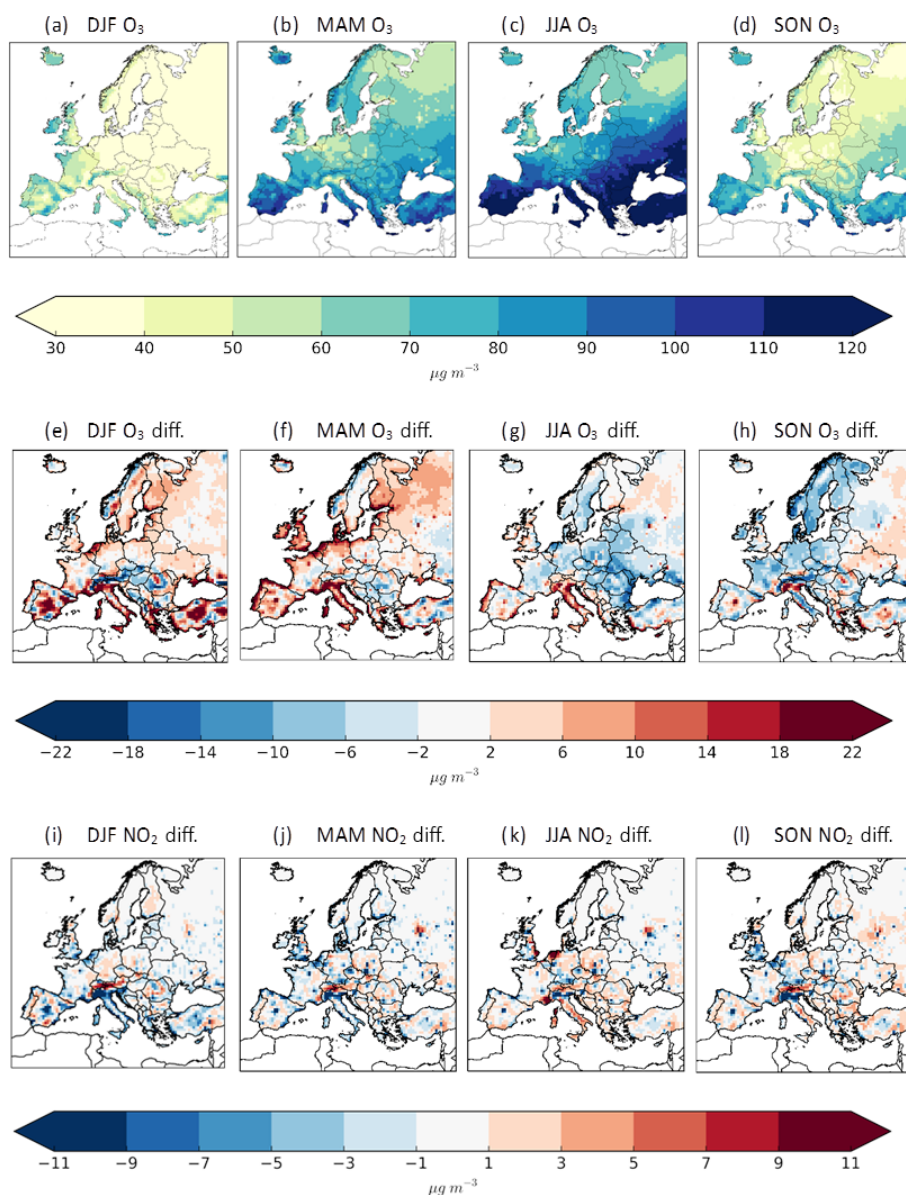 (a) DJF O₃ (b) MAM O₃ (c) JJA O₃ (d) SON O₃
30 40 50 60 70 80 90 100 110 120
μg m⁻³
(e) DJF O₃ diff. (f) MAM O₃ diff. (g) JJA O₃ diff. (h) SON O₃ diff.
−22 −18 −14 −10 −6 −2 2 6 10 14 18 22
μg m⁻³
(i) DJF NO₂ diff. (j) MAM NO₂ diff. (k) JJA NO₂ diff. (l) SON NO₂ diff.
−11 −9 −7 −5 −3 −1 1 3 5 7 9 11
μg m⁻³